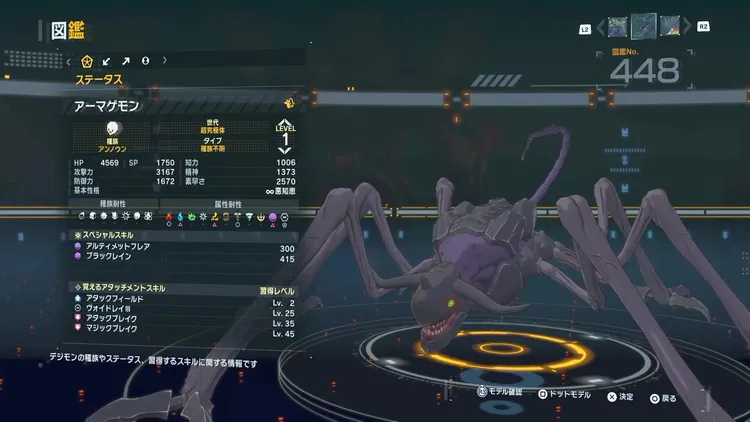 図鑑
L2
R2
図鑑No.
448
ステータス
アーマゲモン
種族
アンノウン
世代
超究極体
タイプ
種族不明
LEVEL
1
HP 4569 SP 1750 知力 1006
攻撃力 3167 精神 1373
防御力 1672 素早さ 2570
基本性格 悪知恵
種族耐性 属性耐性
スペシャルスキル
アルティメットフレア 300
ブラックレイン 415
覚えるアタッチメントスキル 習得レベル
アタックフィールド Lv. 2
ヴォイドレイⅢ Lv. 25
アタックブレイク Lv. 35
マジックブレイク Lv. 45
デジモンの種族やステータス、習得するスキルに関する情報です
モデル確認 ドットモデル 決定 戻る